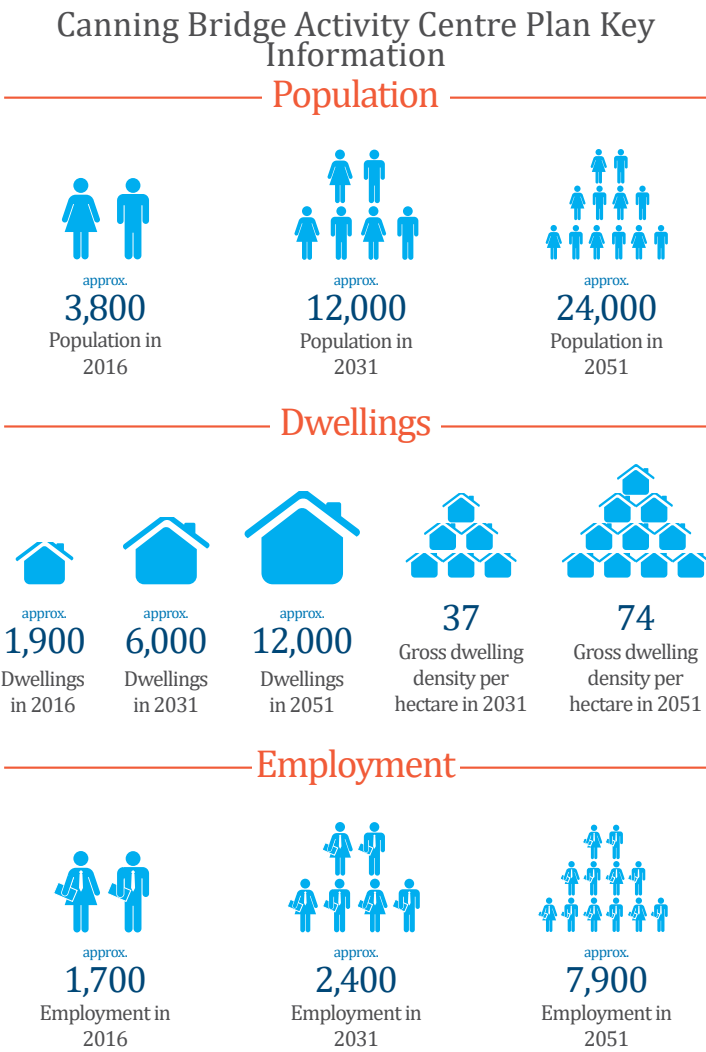 Canning Bridge Activity Centre Plan Key
Information
Population
approx.
3,800
Population in
2016
approx.
12,000
Population in
2031
approx.
24,000
Population in
2051
Dwellings
approx.
1,900
Dwellings
in 2016
approx.
6,000
Dwellings
in 2031
approx.
12,000
Dwellings
in 2051
37
Gross dwelling
density per
hectare in 2031
74
Gross dwelling
density per
hectare in 2051
Employment
approx.
1,700
Employment in
2016
approx.
2,400
Employment in
2031
approx.
7,900
Employment in
2051